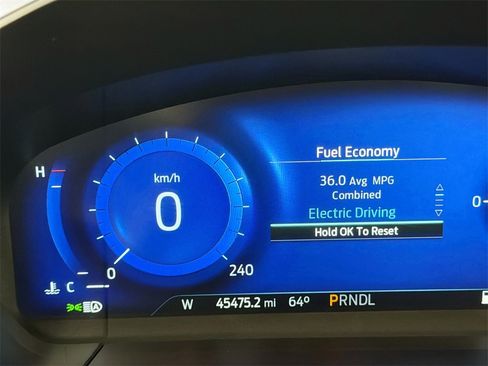 Fuel Economy
H
36.0 Avg MPG
km/h
Combined
0
0
Electric Driving
Hold OK To Reset
C
0
240
W 45475.2 mi 64° PRNDL